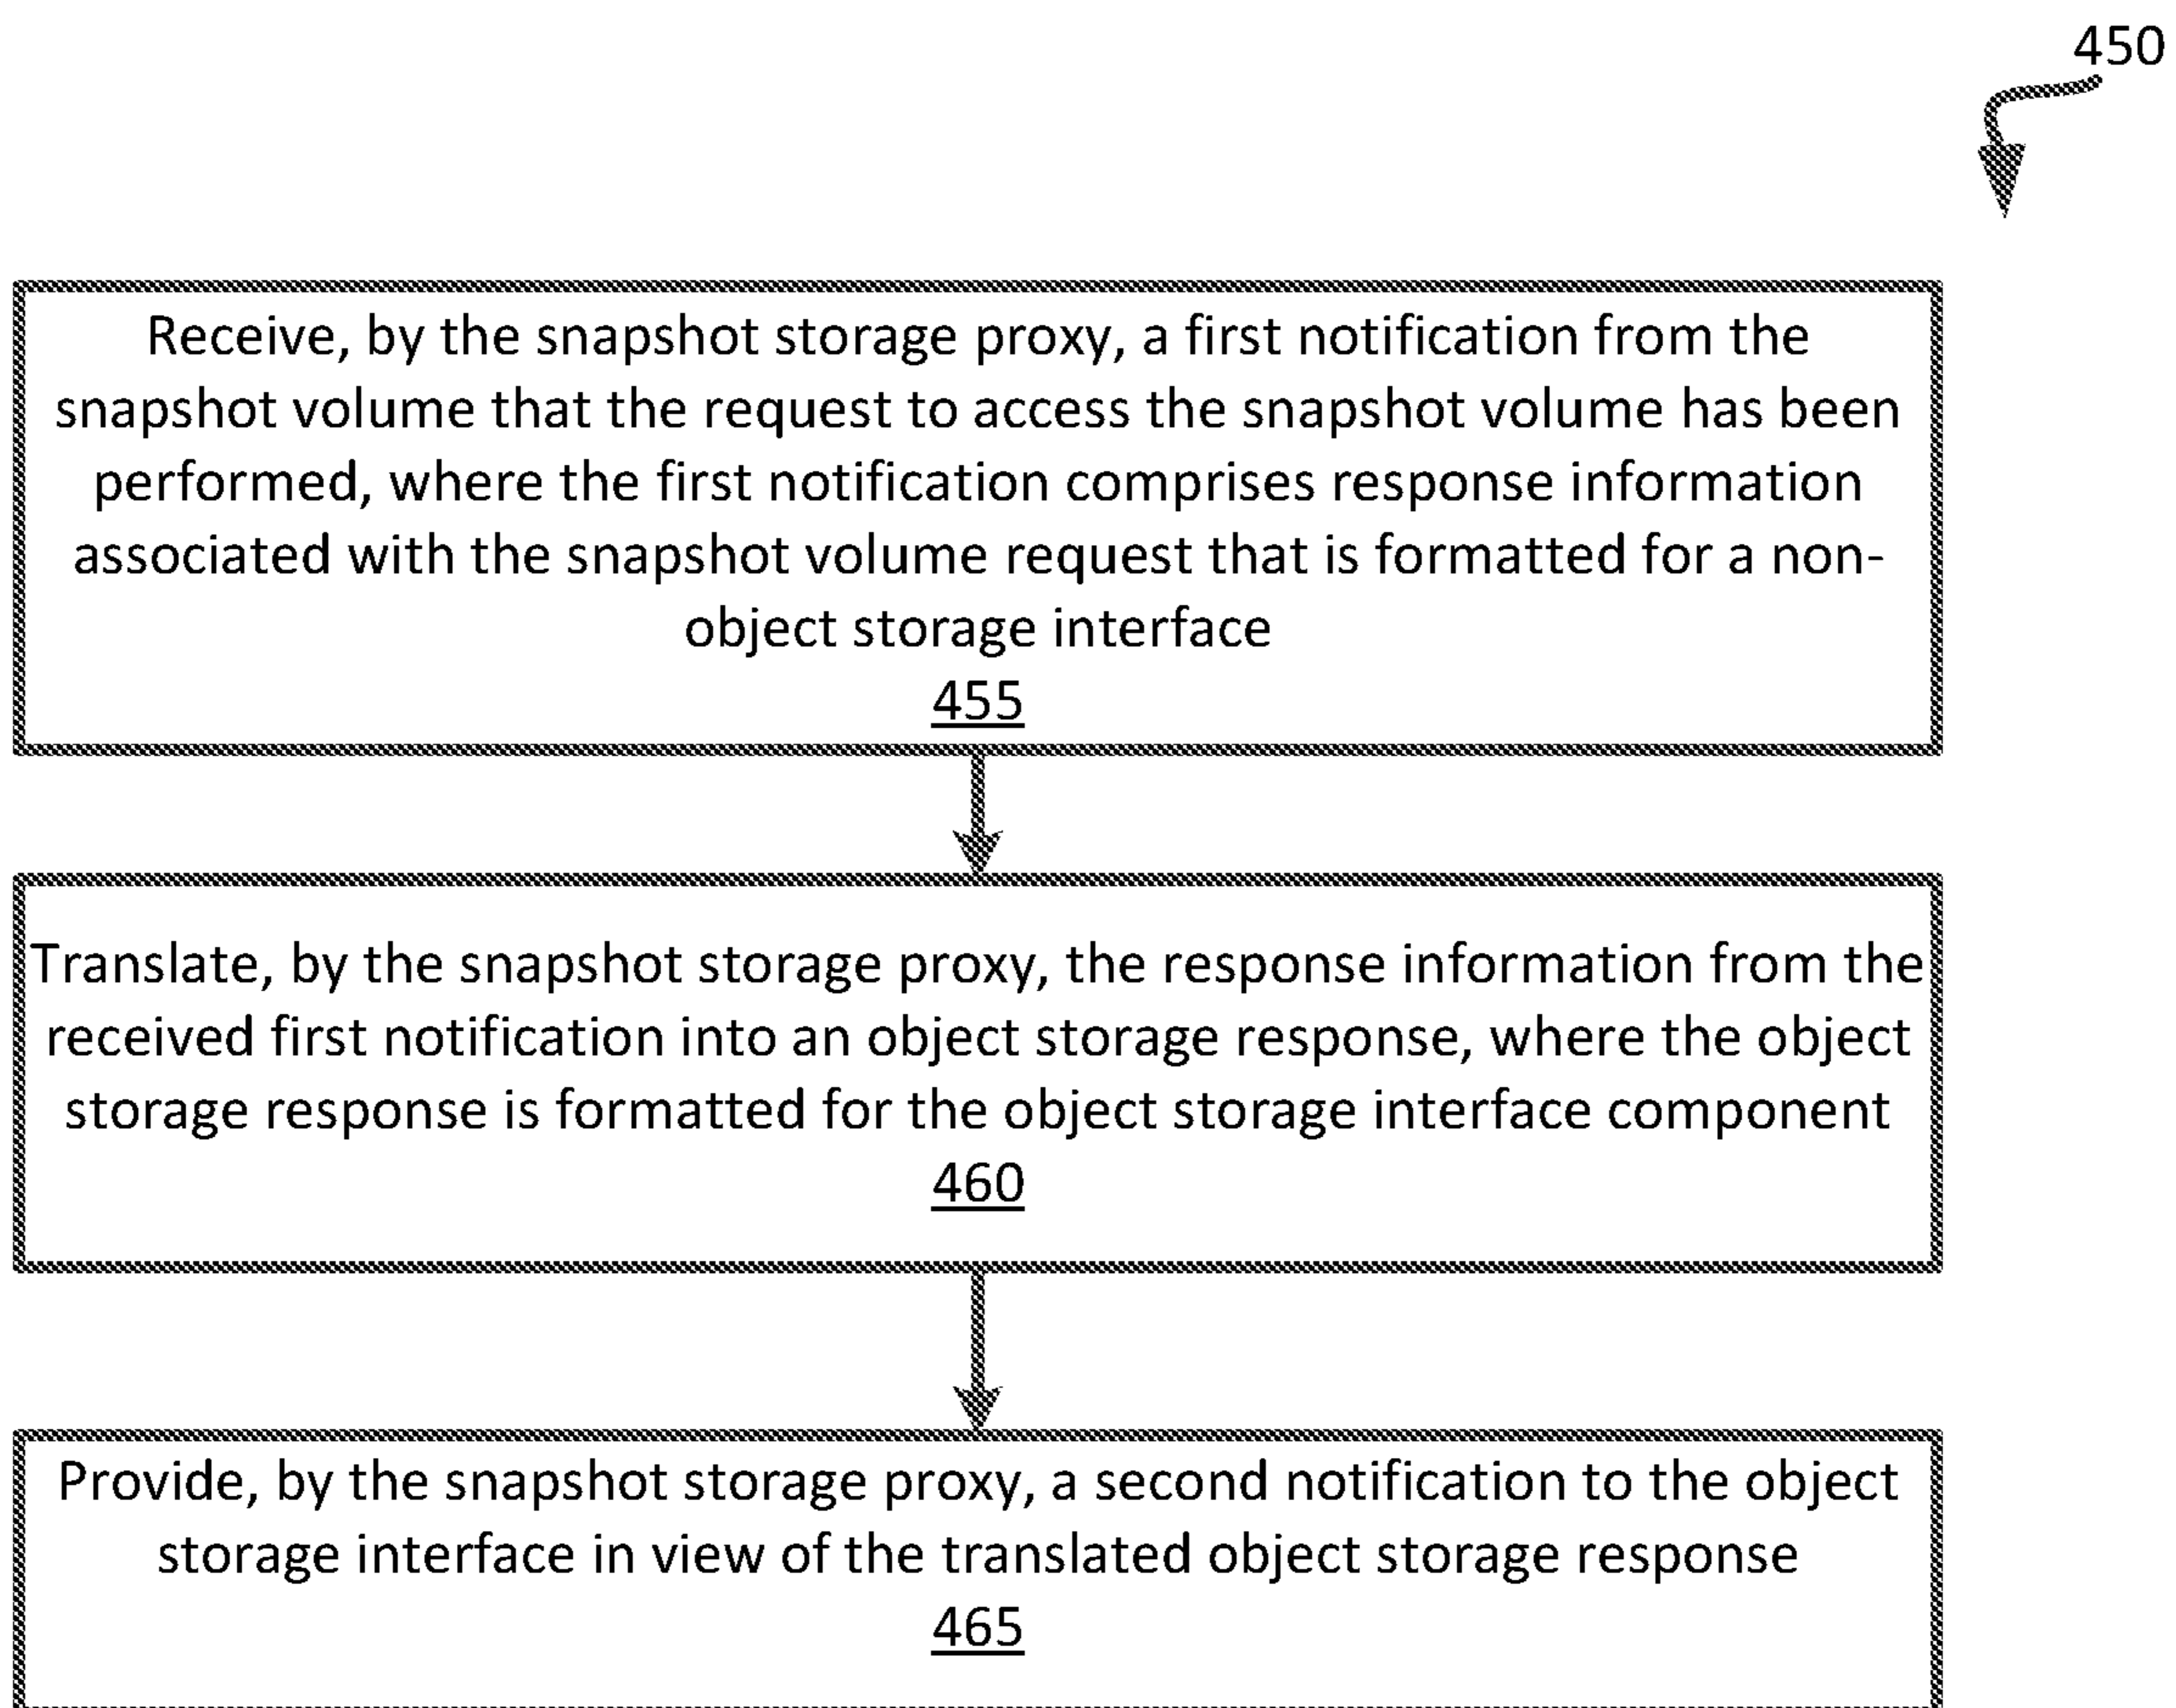 450
Receive, by the snapshot storage proxy, a first notification from the
snapshot volume that the request to access the snapshot volume has been
performed, where the first notification comprises response information
associated with the snapshot volume request that is formatted for a non-
object storage interface
455
Translate, by the snapshot storage proxy, the response information from the
received first notification into an object storage response, where the object
storage response is formatted for the object storage interface component
460
Provide, by the snapshot storage proxy, a second notification to the object
storage interface in view of the translated object storage response
465